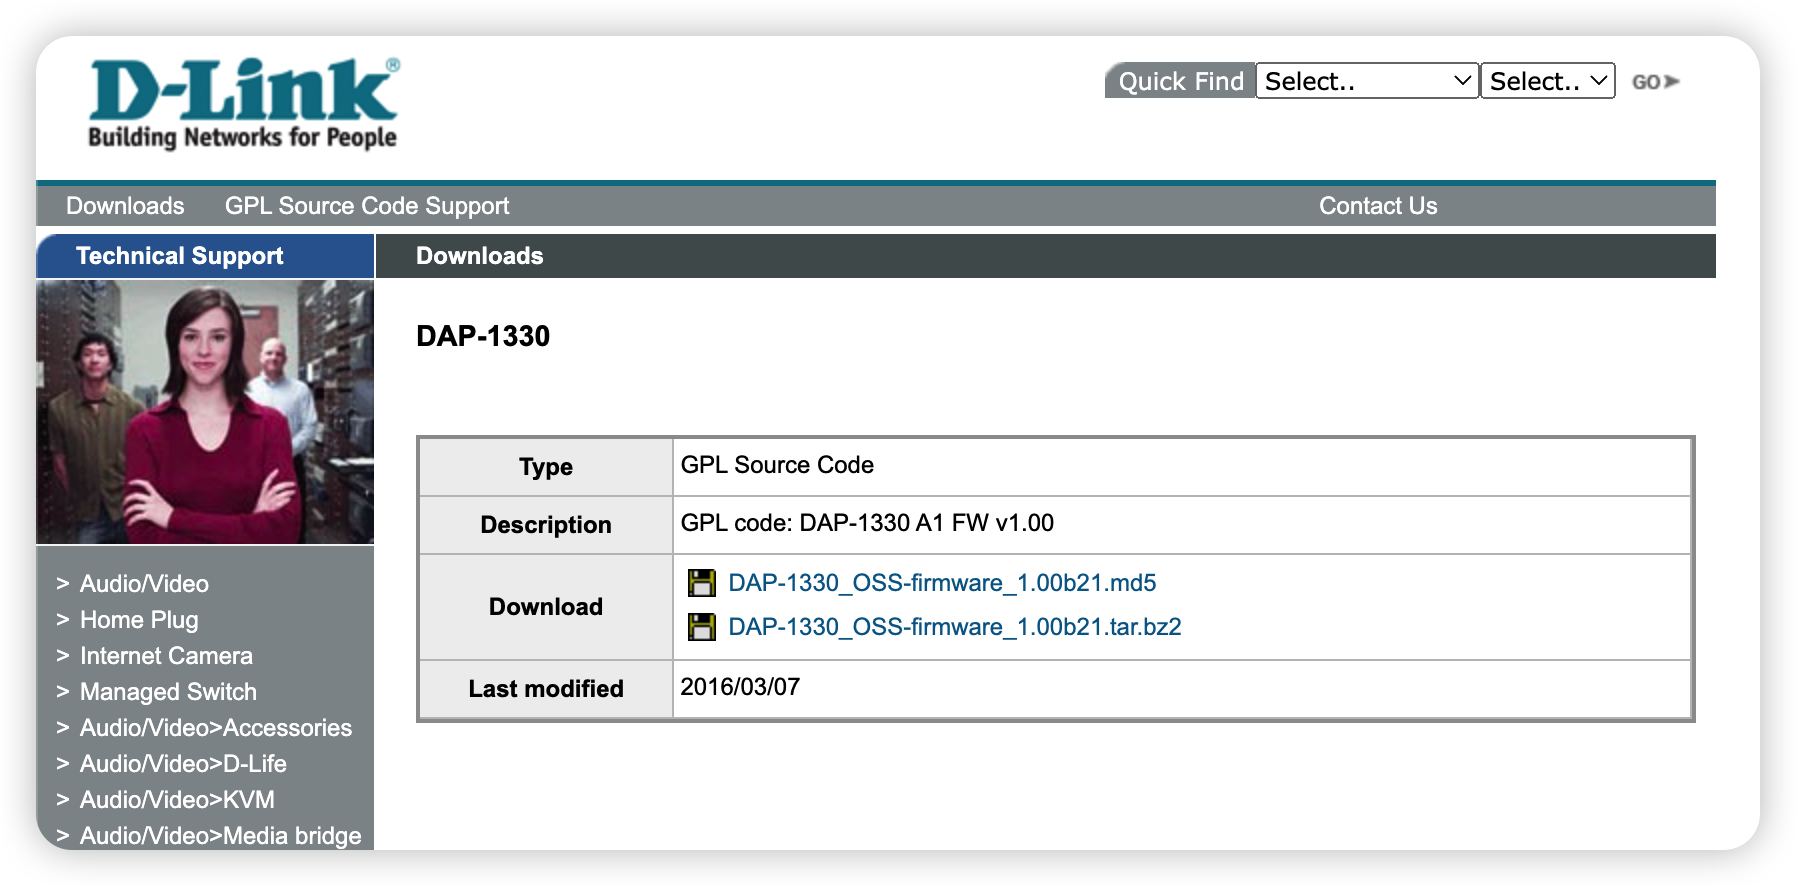 D-Link®
Building Networks for People
Quick Find Select.. Select.. GO
Downloads GPL Source Code Support Contact Us
Technical Support
Downloads
DAP-1330
Type GPL Source Code
Description GPL code: DAP-1330 A1 FW v1.00
Download
DAP-1330_OSS-firmware_1.00b21.md5
DAP-1330_OSS-firmware_1.00b21.tar.bz2
Last modified 2016/03/07
> Audio/Video
> Home Plug
> Internet Camera
> Managed Switch
> Audio/Video>Accessories
> Audio/Video>D-Life
> Audio/Video>KVM
> Audio/Video>Media bridge